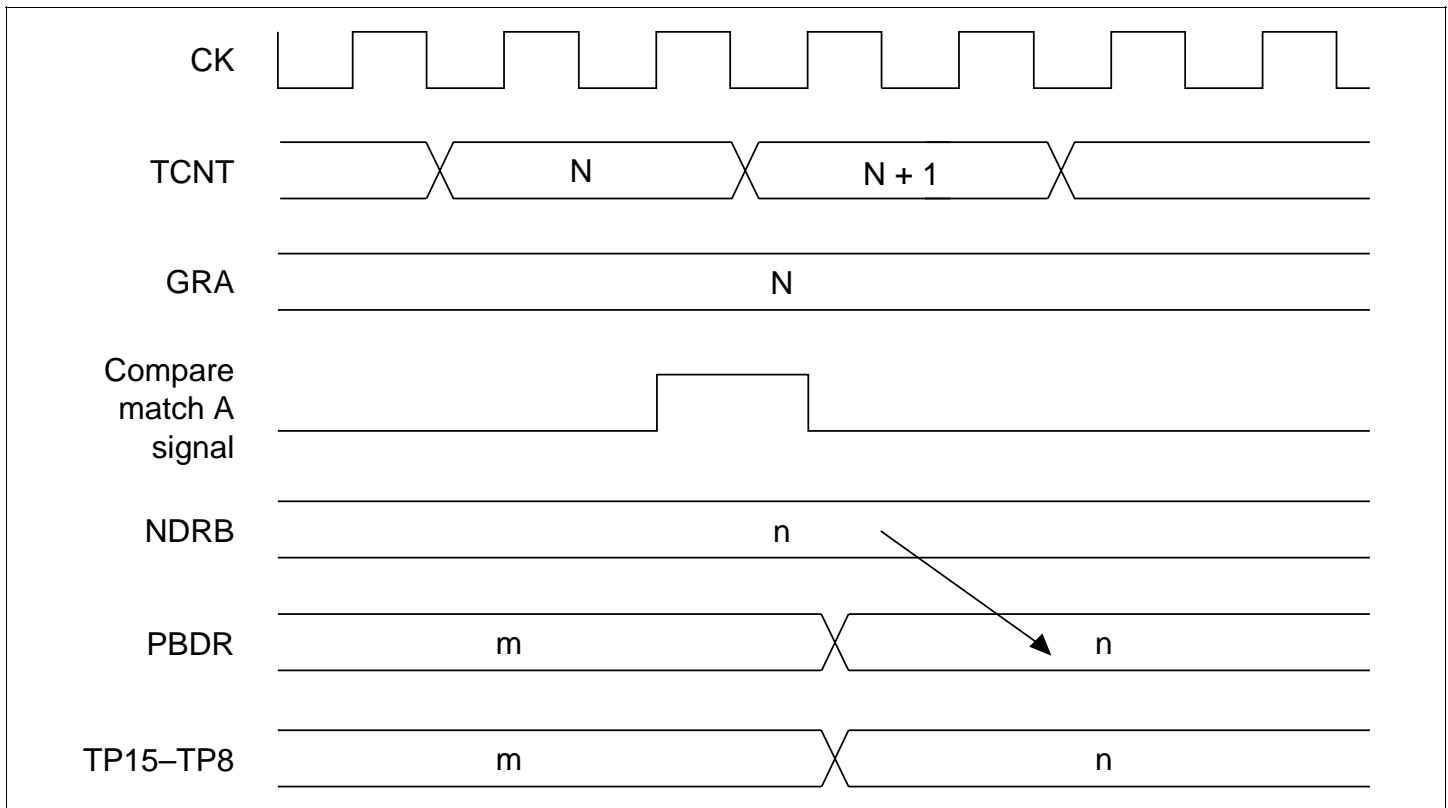 CK
TCNT
N
N + 1
GRA
N
Compare
match A
signal
NDRB
n
PBDR
m
n
TP15–TP8
m
n